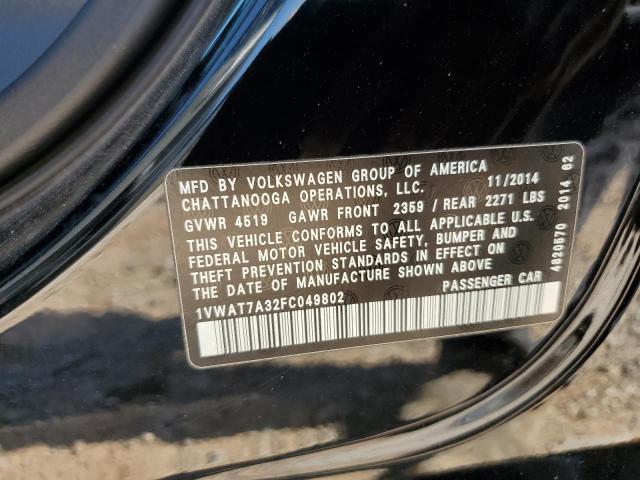 MFD BY VOLKSWAGEN GROUP OF AMERICA
CHATTANOOGA OPERATIONS, LLC. 11/2014
GVWR 4519 GAWR FRONT 2359 / REAR 2271 LBS
THIS VEHICLE CONFORMS TO ALL APPLICABLE U.S.
FEDERAL MOTOR VEHICLE SAFETY, BUMPER AND
THEFT PREVENTION STANDARDS IN EFFECT ON
THE DATE OF MANUFACTURE SHOWN ABOVE
1VWAT7A32FC049802 PASSENGER CAR
4820570 2014 62